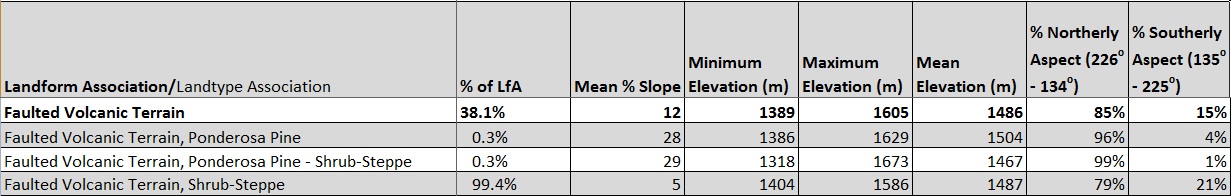 Landform Association/Landtype Association % of LfA Mean % Slope Minimum Elevation (m) Maximum Elevation (m) Mean Elevation (m) % Northerly Aspect (226° - 134°) % Southerly Aspect (135° - 225°)
Faulted Volcanic Terrain 38.1% 12 1389 1605 1486 85% 15%
Faulted Volcanic Terrain, Ponderosa Pine 0.3% 28 1386 1629 1504 96% 4%
Faulted Volcanic Terrain, Ponderosa Pine - Shrub-Steppe 0.3% 29 1318 1673 1467 99% 1%
Faulted Volcanic Terrain, Shrub-Steppe 99.4% 5 1404 1586 1487 79% 21%